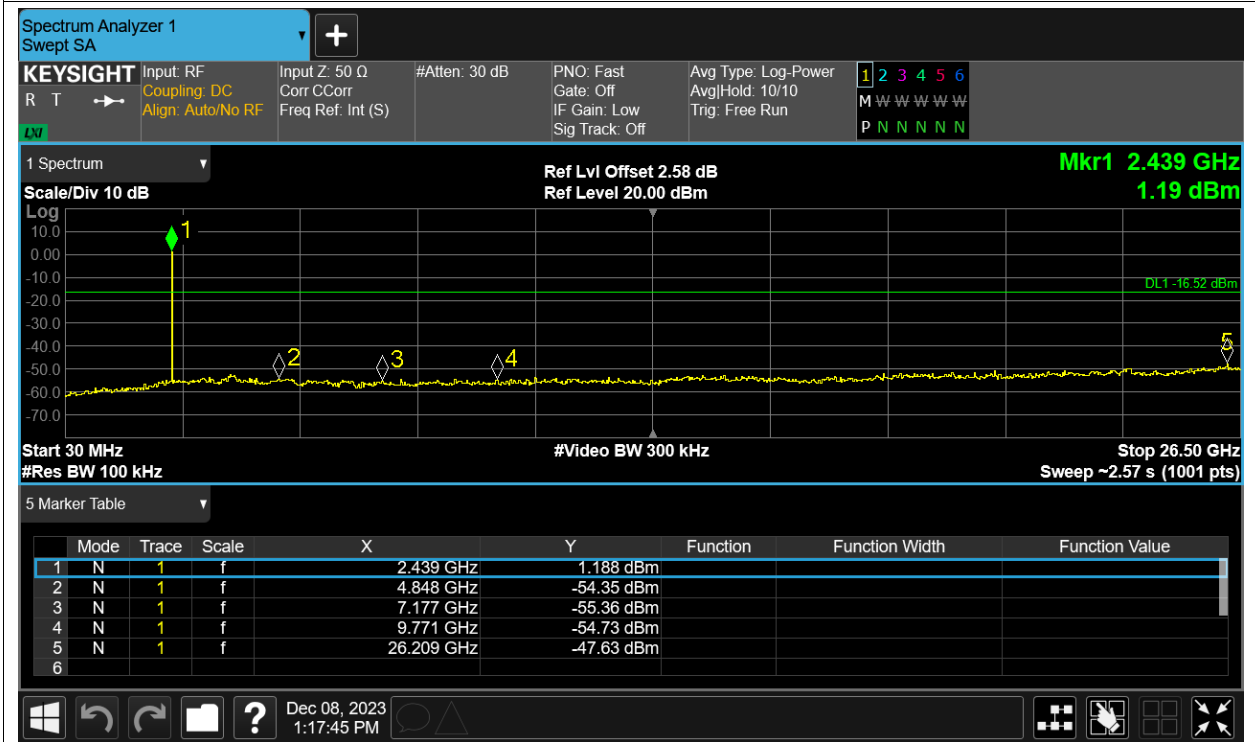 Spectrum Analyzer 1
Swept SA
KEYSIGHT
R T
LXI
Input: RF
Coupling: DC
Align: Auto/No RF
Input Z: 50 Ω
Corr CCorr
Freq Ref: Int (S)
#Atten: 30 dB
PNO: Fast
Gate: Off
IF Gain: Low
Sig Track: Off
Avg Type: Log-Power
Avg|Hold: 10/10
Trig: Free Run
1 2 3 4 5 6
M W W W W W
P N N N N N
1 Spectrum
Scale/Div 10 dB
Ref Lvl Offset 2.58 dB
Ref Level 20.00 dBm
Mkr1 2.439 GHz
1.19 dBm
Log
10.0
0.00
-10.0
-20.0
-30.0
-40.0
-50.0
-60.0
-70.0
1
DL1 -16.52 dBm
2
3
4
5
Start 30 MHz
#Video BW 300 kHz
Stop 26.50 GHz
#Res BW 100 kHz
Sweep ~2.57 s (1001 pts)
5 Marker Table
Mode Trace Scale X Y Function Function Width Function Value
1 N 1 f 2.439 GHz 1.188 dBm
2 N 1 f 4.848 GHz -54.35 dBm
3 N 1 f 7.177 GHz -55.36 dBm
4 N 1 f 9.771 GHz -54.73 dBm
5 N 1 f 26.209 GHz -47.63 dBm
6
?
Dec 08, 2023
1:17:45 PM